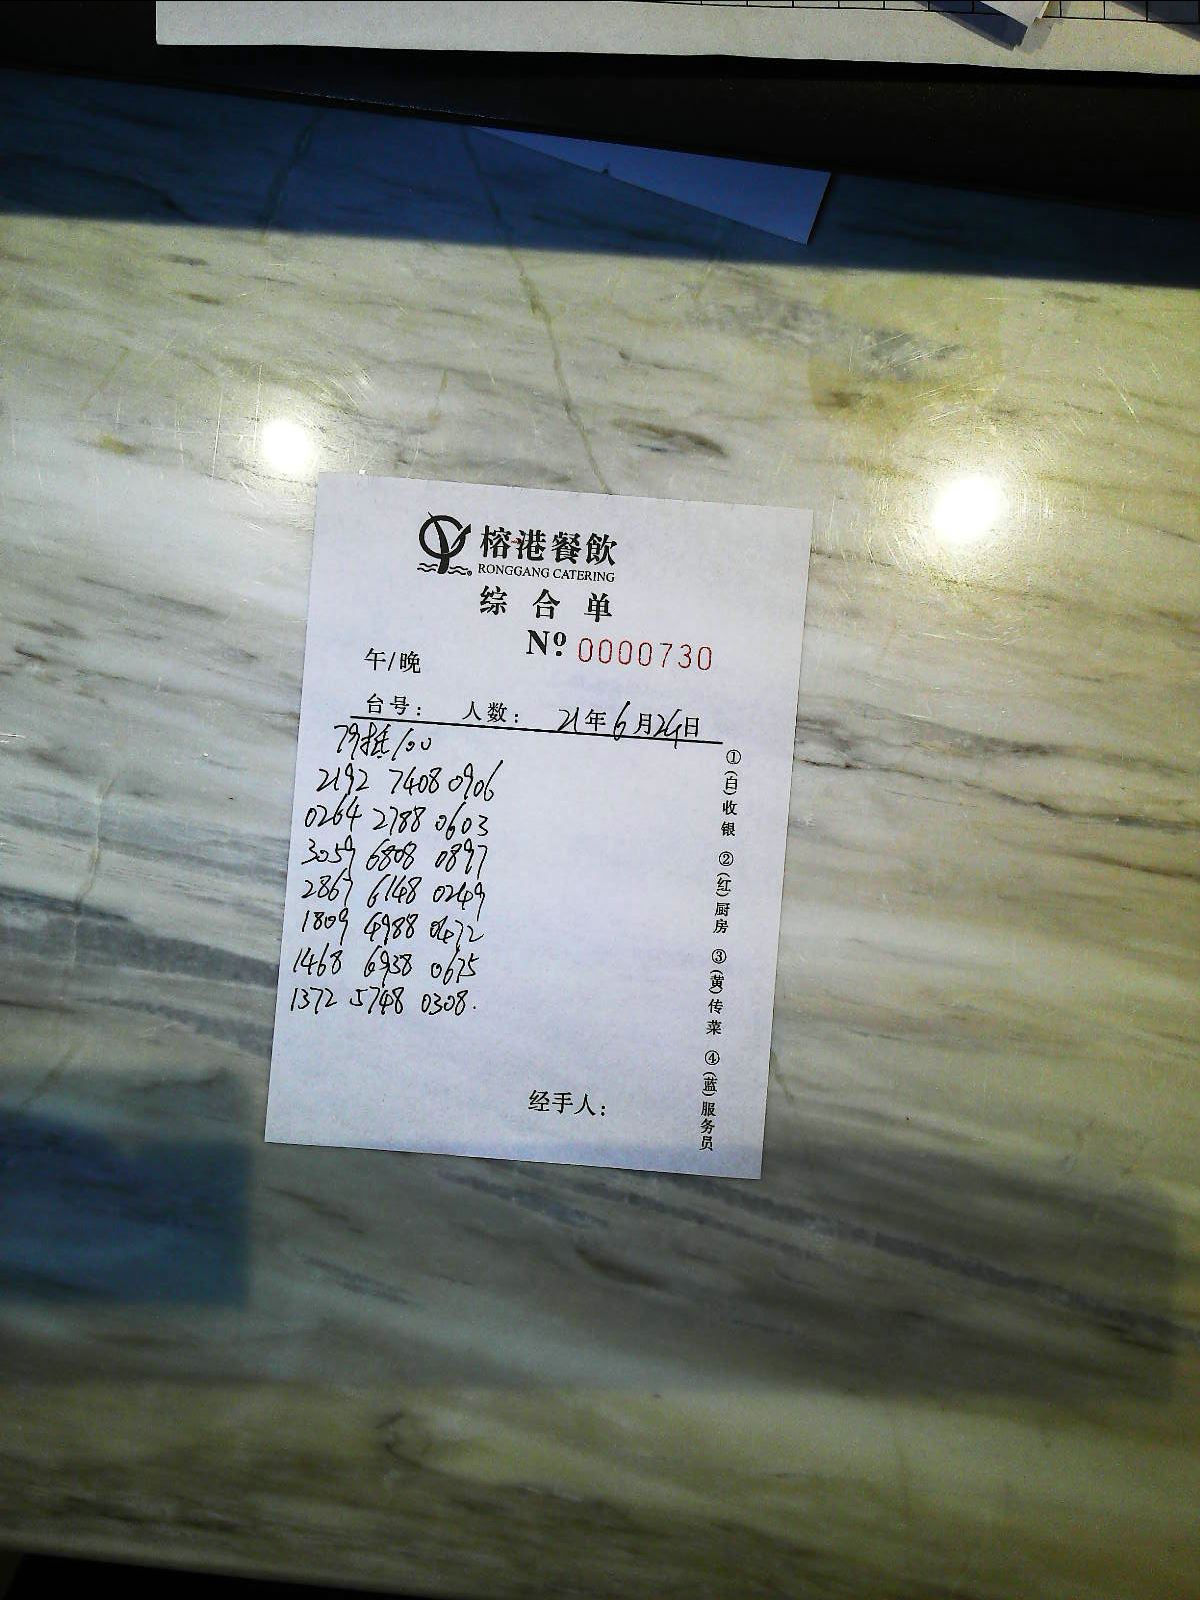 榕港餐飲
RONGGANG CATERING
综合单
Nº 0000730
午/晚
台号: 人数: 21年6月24日
79抵100
2192 7408 0906
0264 2788 0603
3059 6808 0897
2867 6148 0249
1809 4988 0472
1468 6938 0675
1372 5748 0308.
①(白)收银 ②(红)厨房 ③(黄)传菜 ④(蓝)服务员
经手人: